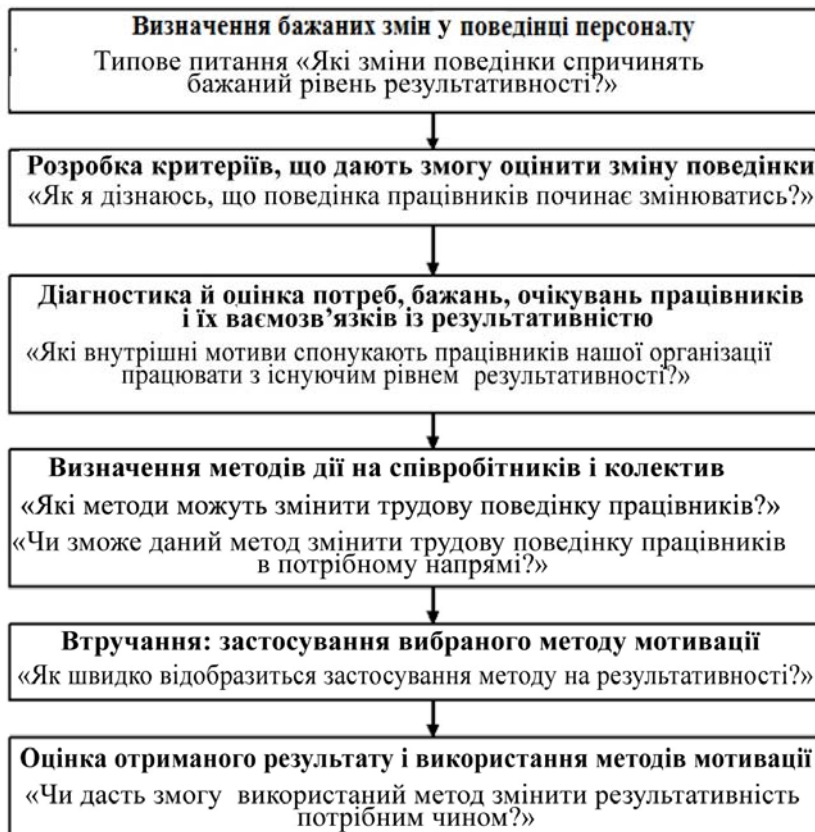 Визначення бажаних змін у поведінці персоналу
Типове питання «Які зміни поведінки спричинять
бажаний рівень результативності?»
Розробка критеріїв, що дають змогу оцінити зміну поведінки
«Як я дізнаюсь, що поведінка працівників починає змінюватись?»
Діагностика й оцінка потреб, бажань, очікувань працівників
і їх ваємозв’язків із результативністю
«Які внутрішні мотиви спонукають працівників нашої організації
працювати з існуючим рівнем результативності?»
Визначення методів дії на співробітників і колектив
«Які методи можуть змінити трудову поведінку працівників?»
«Чи зможе даний метод змінити трудову поведінку працівників
в потрібному напрямі?»
Втручання: застосування вибраного методу мотивації
«Як швидко відобразиться застосування методу на результативності?»
Оцінка отриманого результату і використання методів мотивації
«Чи дасть змогу використаний метод змінити результативність
потрібним чином?»